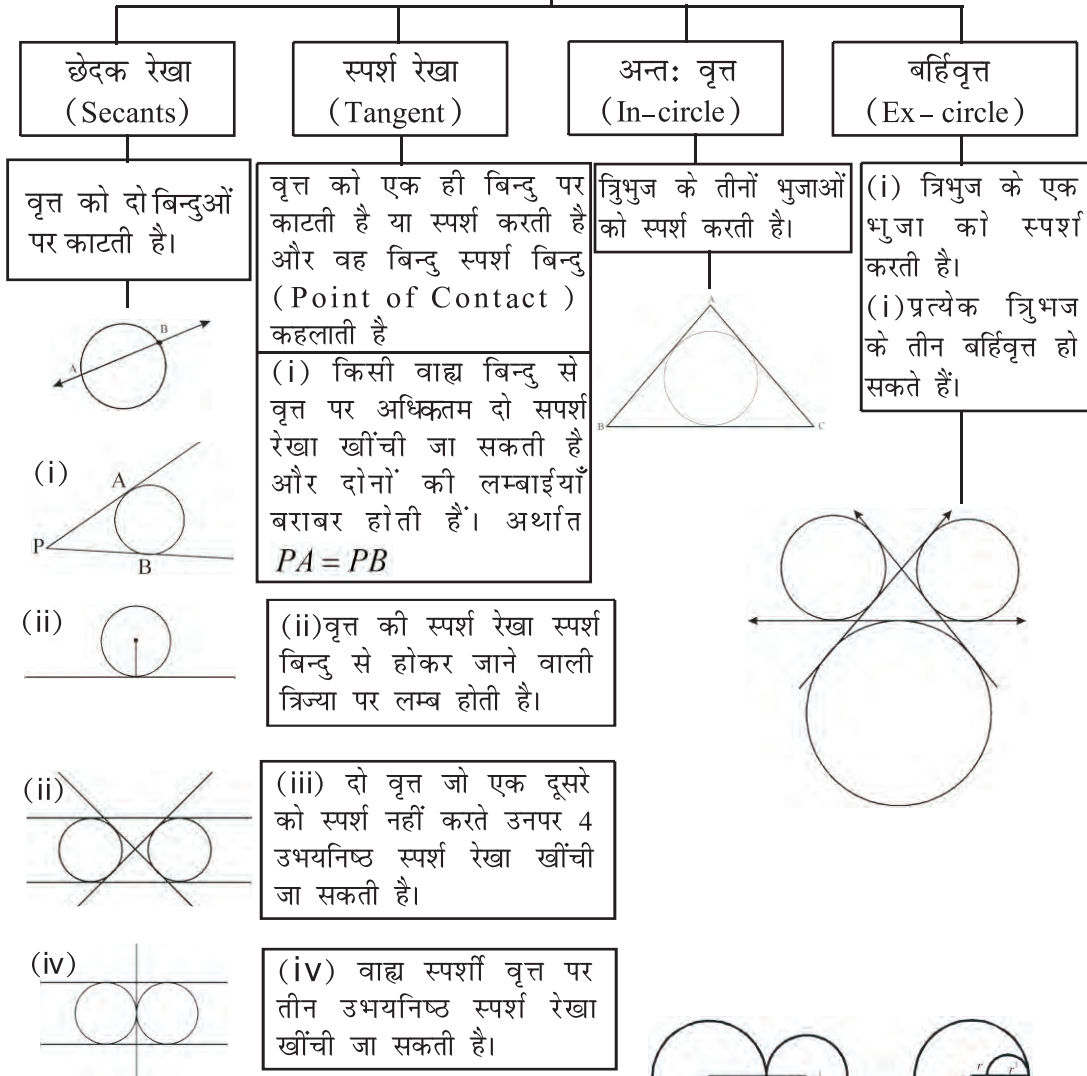 छेदक रेखा
(Secants)
स्पर्श रेखा
(Tangent)
अन्त: वृत्त
(In-circle)
बर्हिवृत्त
(Ex-circle)
वृत्त को दो बिन्दुओं
पर काटती है।
वृत्त को एक ही बिन्दु पर
काटती है या स्पर्श करती है
और वह बिन्दु स्पर्श बिन्दु
(Point of Contact)
कहलाती है
त्रिभुज के तीनों भुजाओं
को स्पर्श करती है।
(i) त्रिभुज के एक
भुजा को स्पर्श
करती है।
(i)प्रत्येक त्रिुभज
के तीन बर्हिवृत्त हो
सकते हैं।
A
B
A
B
C
(i) किसी वाह्य बिन्दु से
वृत्त पर अधिकतम दो सपर्श
रेखा खींची जा सकती है
और दोनों की लम्बाईयाँ
बराबर होती हैं। अर्थात
PA = PB
(i)
A
P
B
(ii)
(ii)वृत्त की स्पर्श रेखा स्पर्श
बिन्दु से होकर जाने वाली
त्रिज्या पर लम्ब होती है।
(ii)
(iii) दो वृत्त जो एक दूसरे
को स्पर्श नहीं करते उनपर 4
उभयनिष्ठ स्पर्श रेखा खींची
जा सकती है।
(iv)
(iv) वाह्य स्पर्शी वृत्त पर
तीन उभयनिष्ठ स्पर्श रेखा
खींची जा सकती है।
r